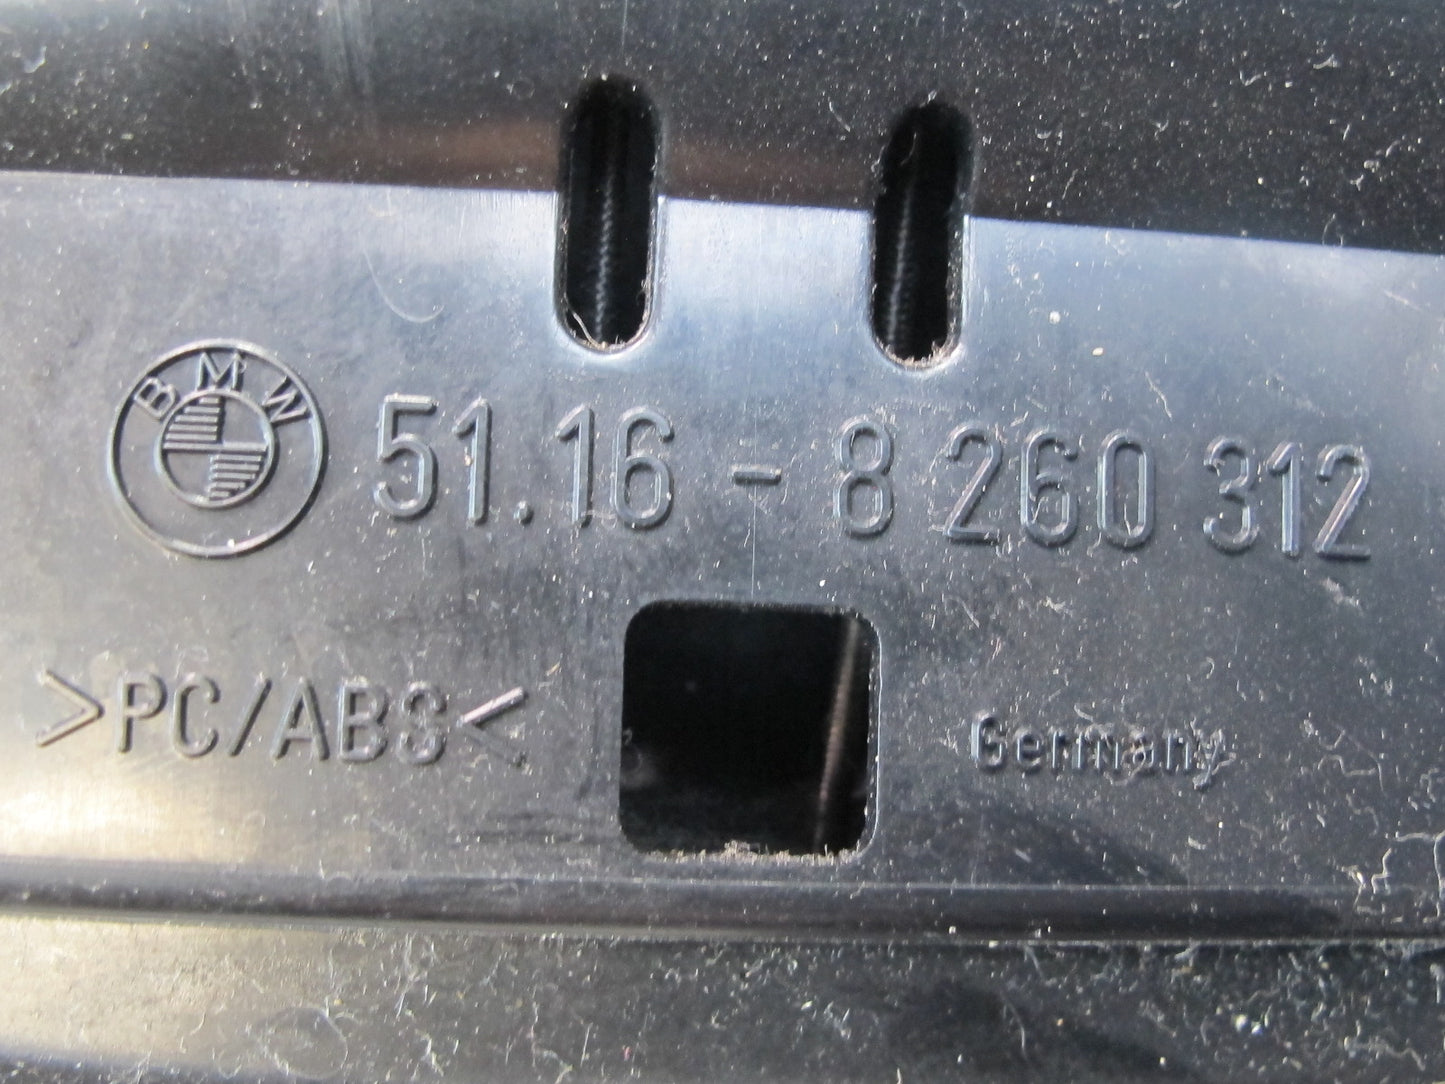 BMW 51.16 - 8 260 312
>PC/ABS< Germany